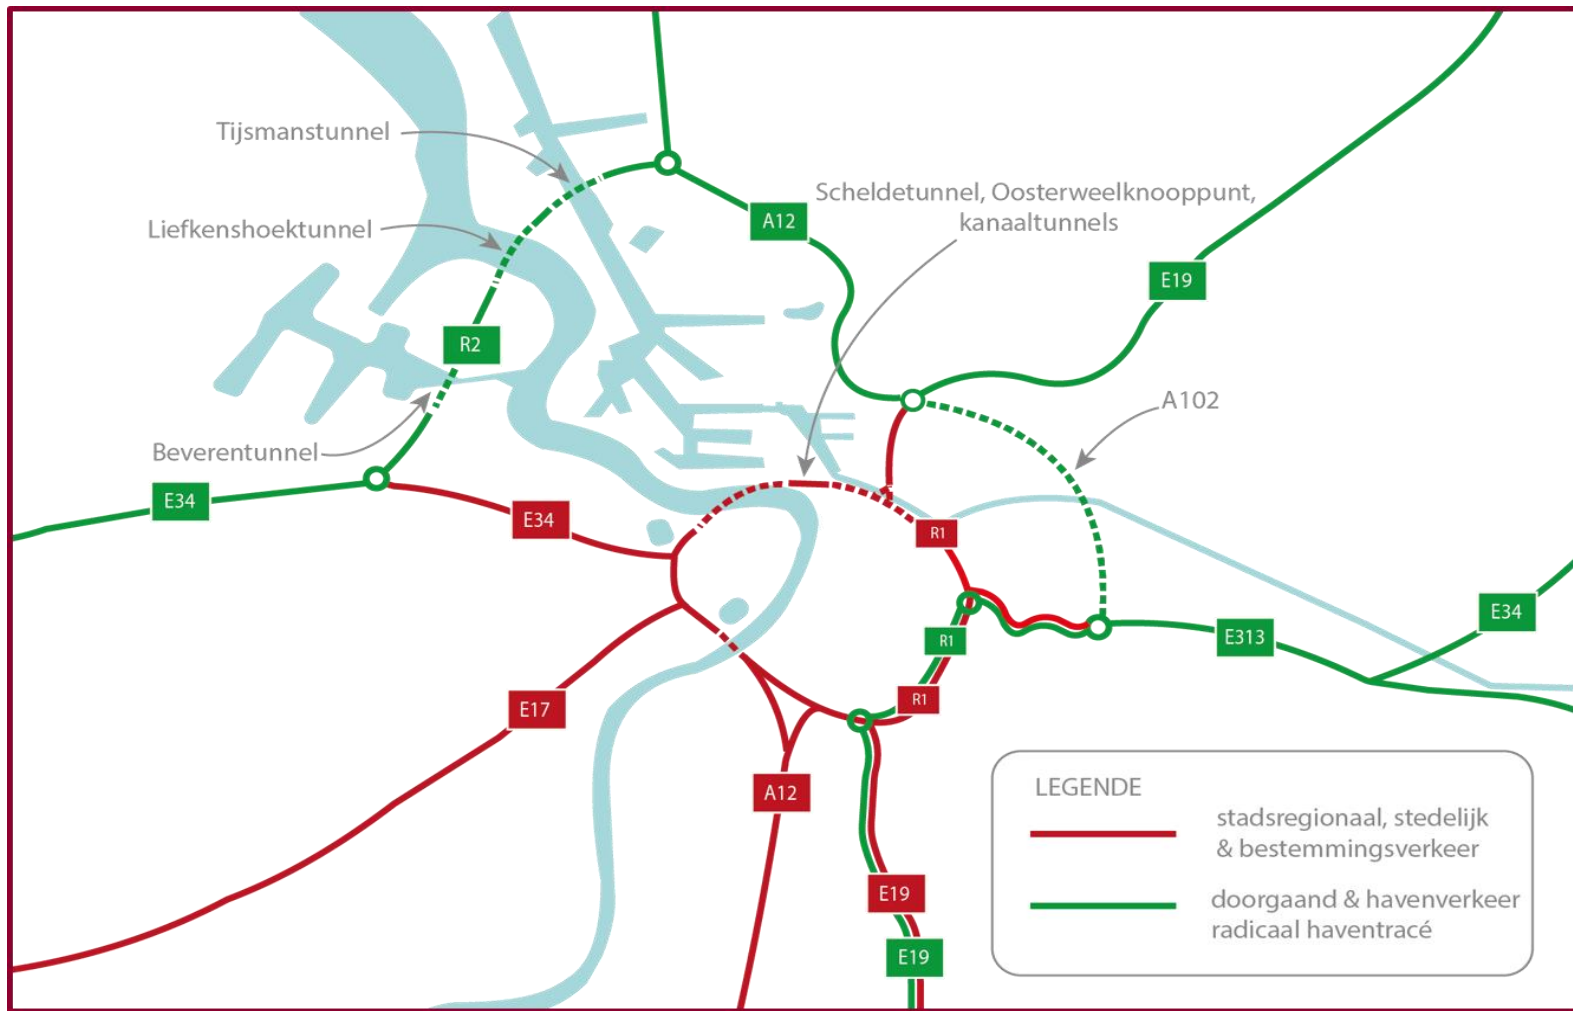 Tijsmanstunnel
Scheldetunnel, Oosterweelknooppunt,
kanaaltunnels
A12
Liefkenshoektunnel
E19
R2
A102
Beverentunnel
E34
E34
R1
E34
E313
R1
R1
E17
A12
E19
E19
LEGENDE
stadsregionaal, stedelijk
& bestemmingsverkeer
doorgaand & havenverkeer
radicaal haventracé